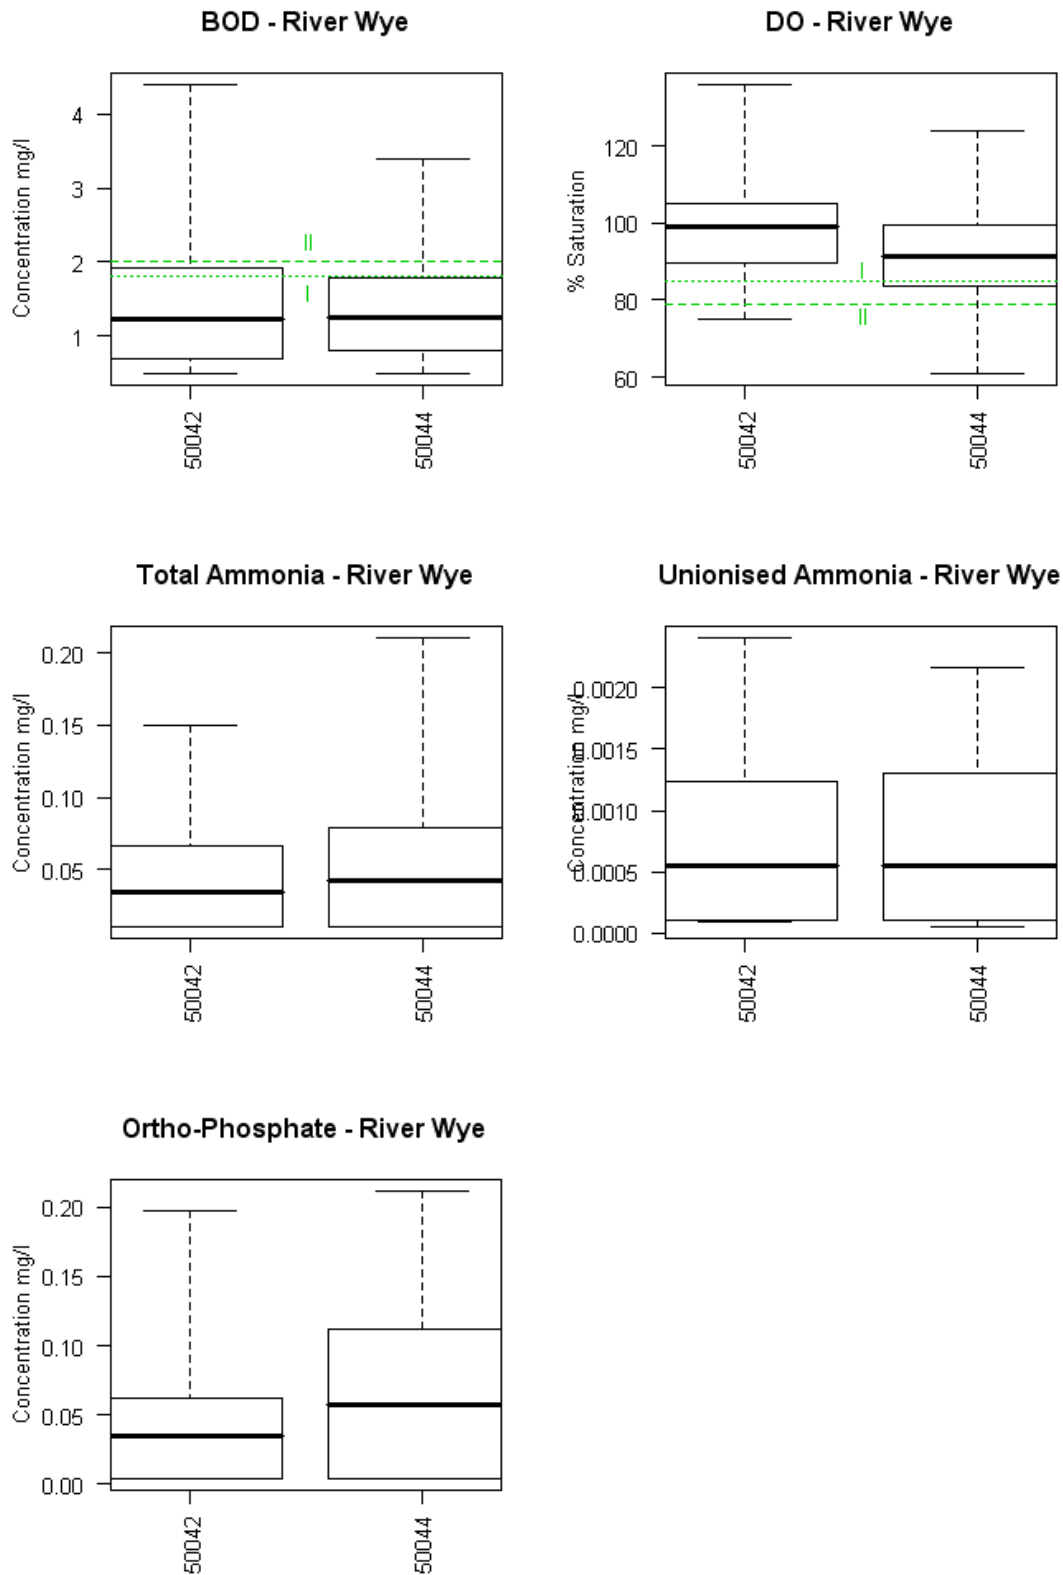 BOD - River Wye
DO - River Wye
Concentration mg/l
4
3
2
1
II
I
50042
50044
% Saturation
120
100
80
60
I
II
50042
50044
Total Ammonia - River Wye
Unionised Ammonia - River Wye
Concentration mg/l
0.20
0.15
0.10
0.05
50042
50044
Concentration mg/l
0.0020
0.0015
0.0010
0.0005
0.0000
50042
50044
Ortho-Phosphate - River Wye
Concentration mg/l
0.20
0.15
0.10
0.05
0.00
50042
50044